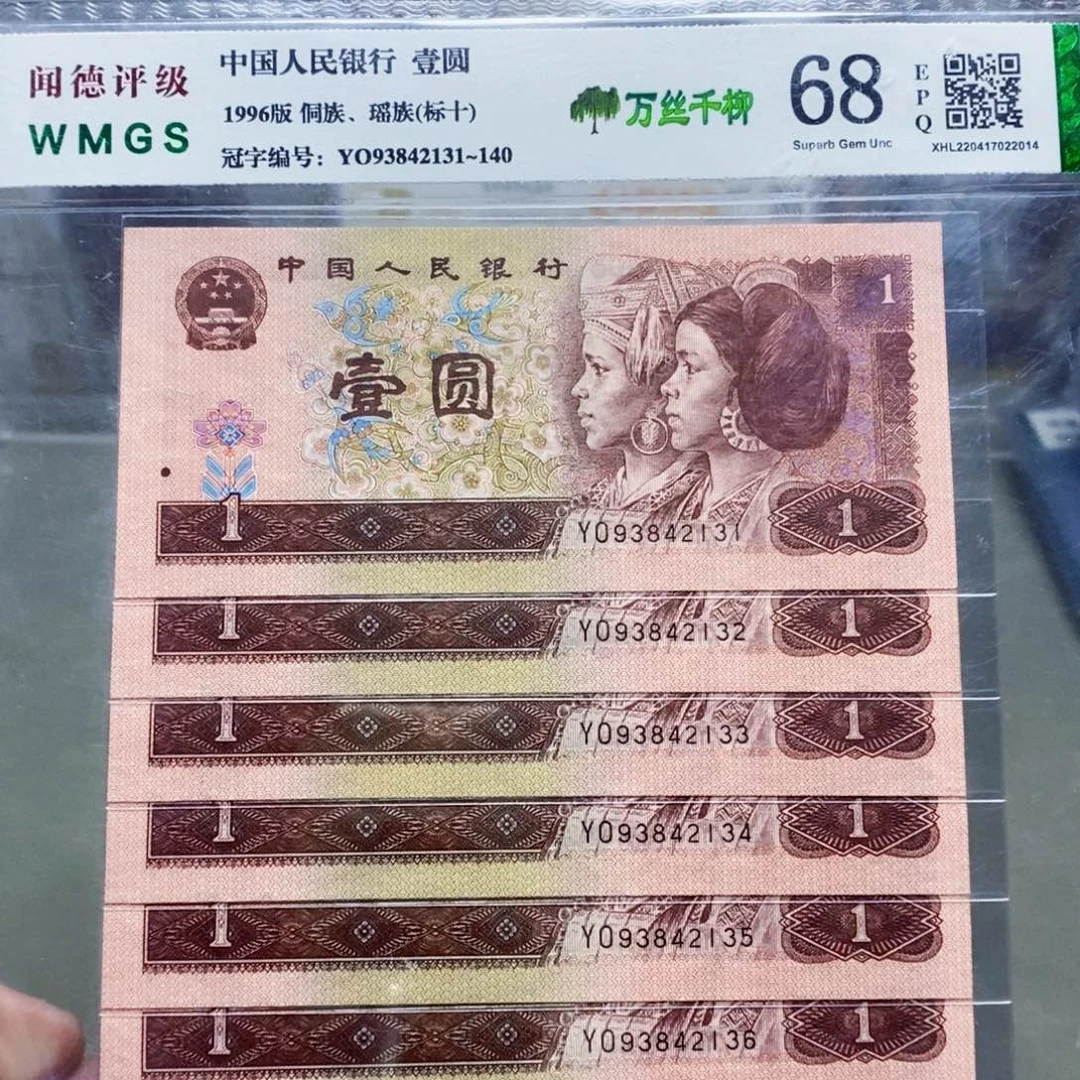 闻德评级
WMGS
中国人民银行 壹圆
1996版 侗族、瑶族(标十)
冠字编号：YO93842131~140
万丝千柳
68
EPQ
Superb Gem Unc
XHL220417022014
中国人民银行
1
壹圆
1
YO93842131
1
1
YO93842132
1
1
YO93842133
1
1
YO93842134
1
1
YO93842135
1
1
YO93842136
1